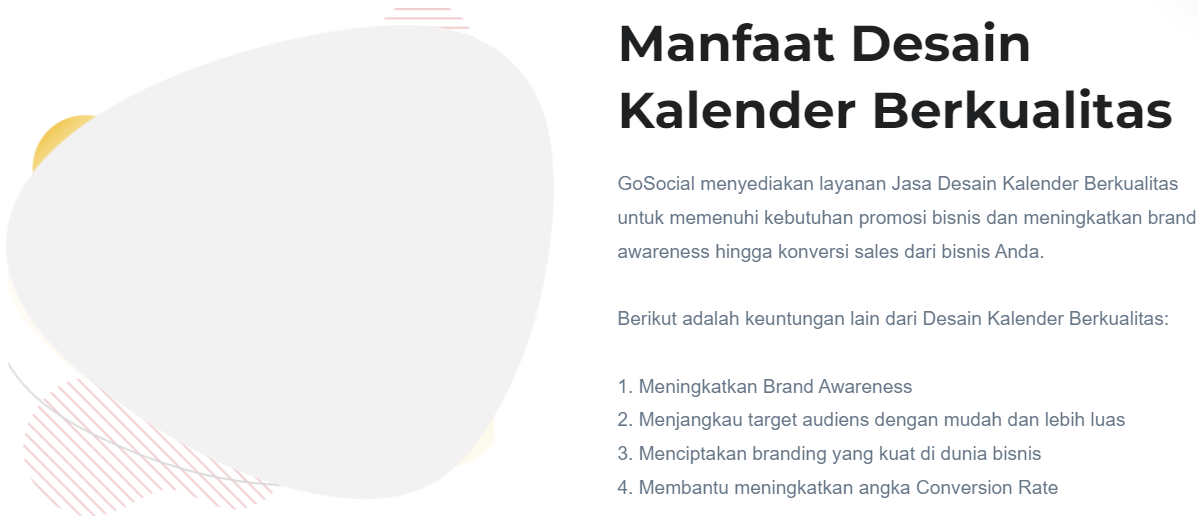 Manfaat Desain
Kalender Berkualitas
GoSocial menyediakan layanan Jasa Desain Kalender Berkualitas
untuk memenuhi kebutuhan promosi bisnis dan meningkatkan brand
awareness hingga konversi sales dari bisnis Anda.
Berikut adalah keuntungan lain dari Desain Kalender Berkualitas:
1. Meningkatkan Brand Awareness
2. Menjangkau target audiens dengan mudah dan lebih luas
3. Menciptakan branding yang kuat di dunia bisnis
4. Membantu meningkatkan angka Conversion Rate